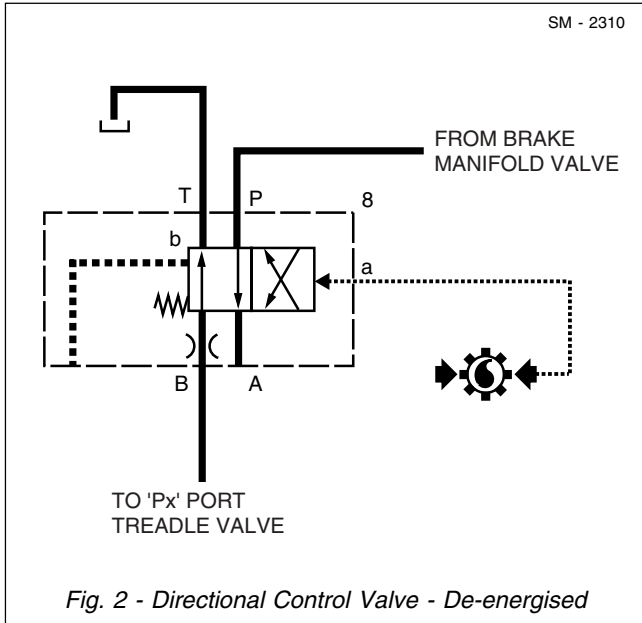 SM - 2310
FROM BRAKE
MANIFOLD VALVE
T P 8
b
a
B A
TO 'Px' PORT
TREADLE VALVE
Fig. 2 - Directional Control Valve - De-energised